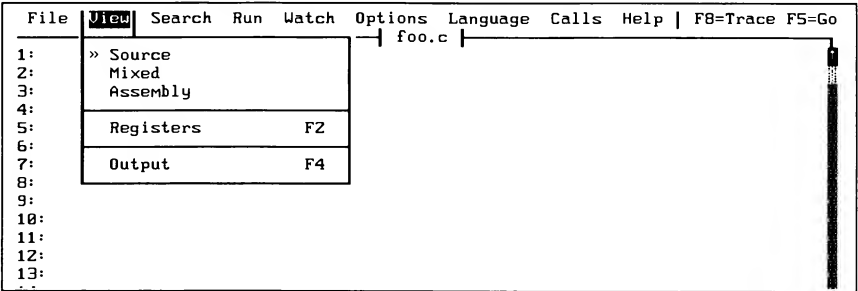 File View Search Run Watch Options Language Calls Help | F8=Trace F5=Go
foo.c
1: » Source
2: Mixed
3: Assembly
4:
5: Registers F2
6:
7: Output F4
8:
9:
10:
11:
12:
13: